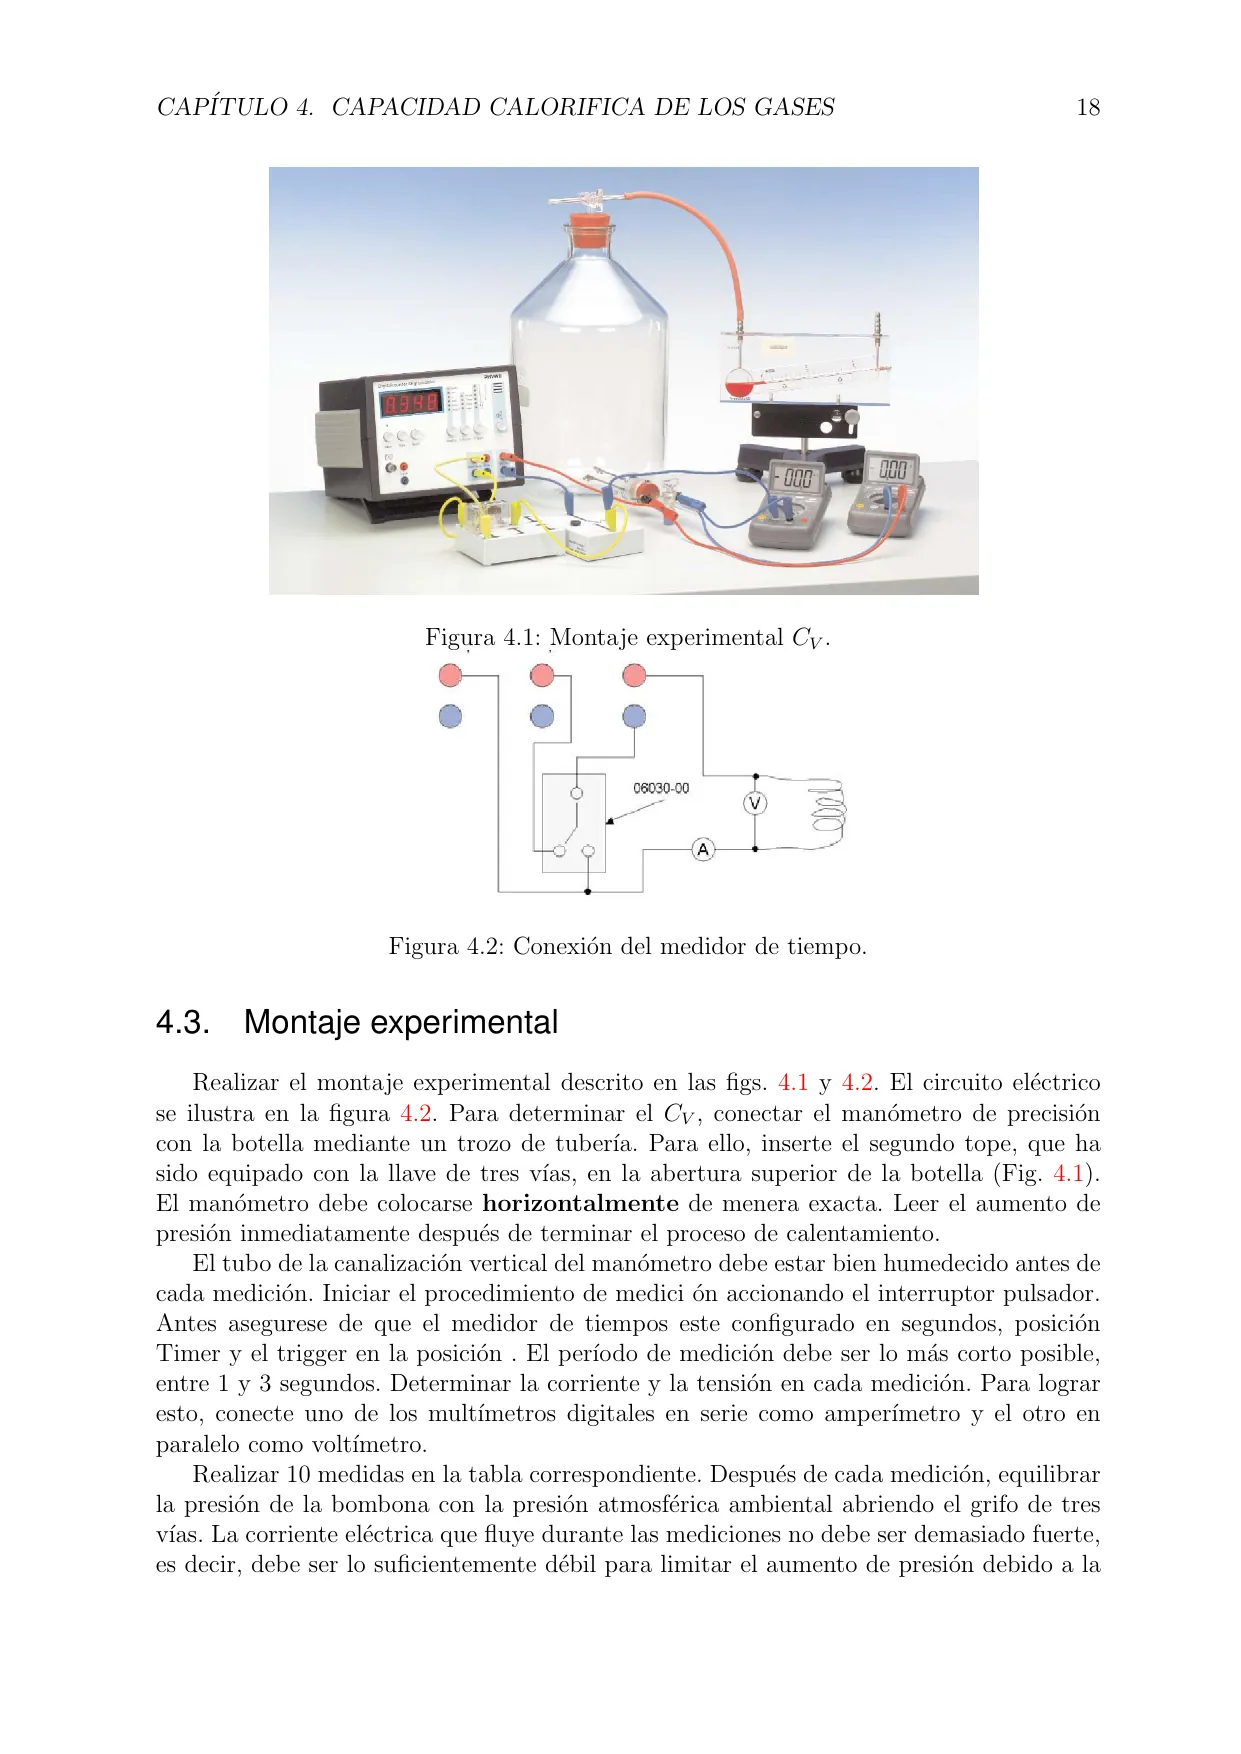 CAPÍTULO 4. CAPACIDAD CALORIFICA DE LOS GASES 18
PHYWE
0.948
000
0.00
Figura 4.1: Montaje experimental CV.
06030-00
V
A
Figura 4.2: Conexión del medidor de tiempo.
4.3. Montaje experimental
Realizar el montaje experimental descrito en las figs. 4.1 y 4.2. El circuito eléctrico
se ilustra en la figura 4.2. Para determinar el CV, conectar el manómetro de precisión
con la botella mediante un trozo de tubería. Para ello, inserte el segundo tope, que ha
sido equipado con la llave de tres vías, en la abertura superior de la botella (Fig. 4.1).
El manómetro debe colocarse horizontalmente de menera exacta. Leer el aumento de
presión inmediatamente después de terminar el proceso de calentamiento.
El tubo de la canalización vertical del manómetro debe estar bien humedecido antes de
cada medición. Iniciar el procedimiento de medici ón accionando el interruptor pulsador.
Antes asegurese de que el medidor de tiempos este configurado en segundos, posición
Timer y el trigger en la posición . El período de medición debe ser lo más corto posible,
entre 1 y 3 segundos. Determinar la corriente y la tensión en cada medición. Para lograr
esto, conecte uno de los multímetros digitales en serie como amperímetro y el otro en
paralelo como voltímetro.
Realizar 10 medidas en la tabla correspondiente. Después de cada medición, equilibrar
la presión de la bombona con la presión atmosférica ambiental abriendo el grifo de tres
vías. La corriente eléctrica que fluye durante las mediciones no debe ser demasiado fuerte,
es decir, debe ser lo suficientemente débil para limitar el aumento de presión debido a la